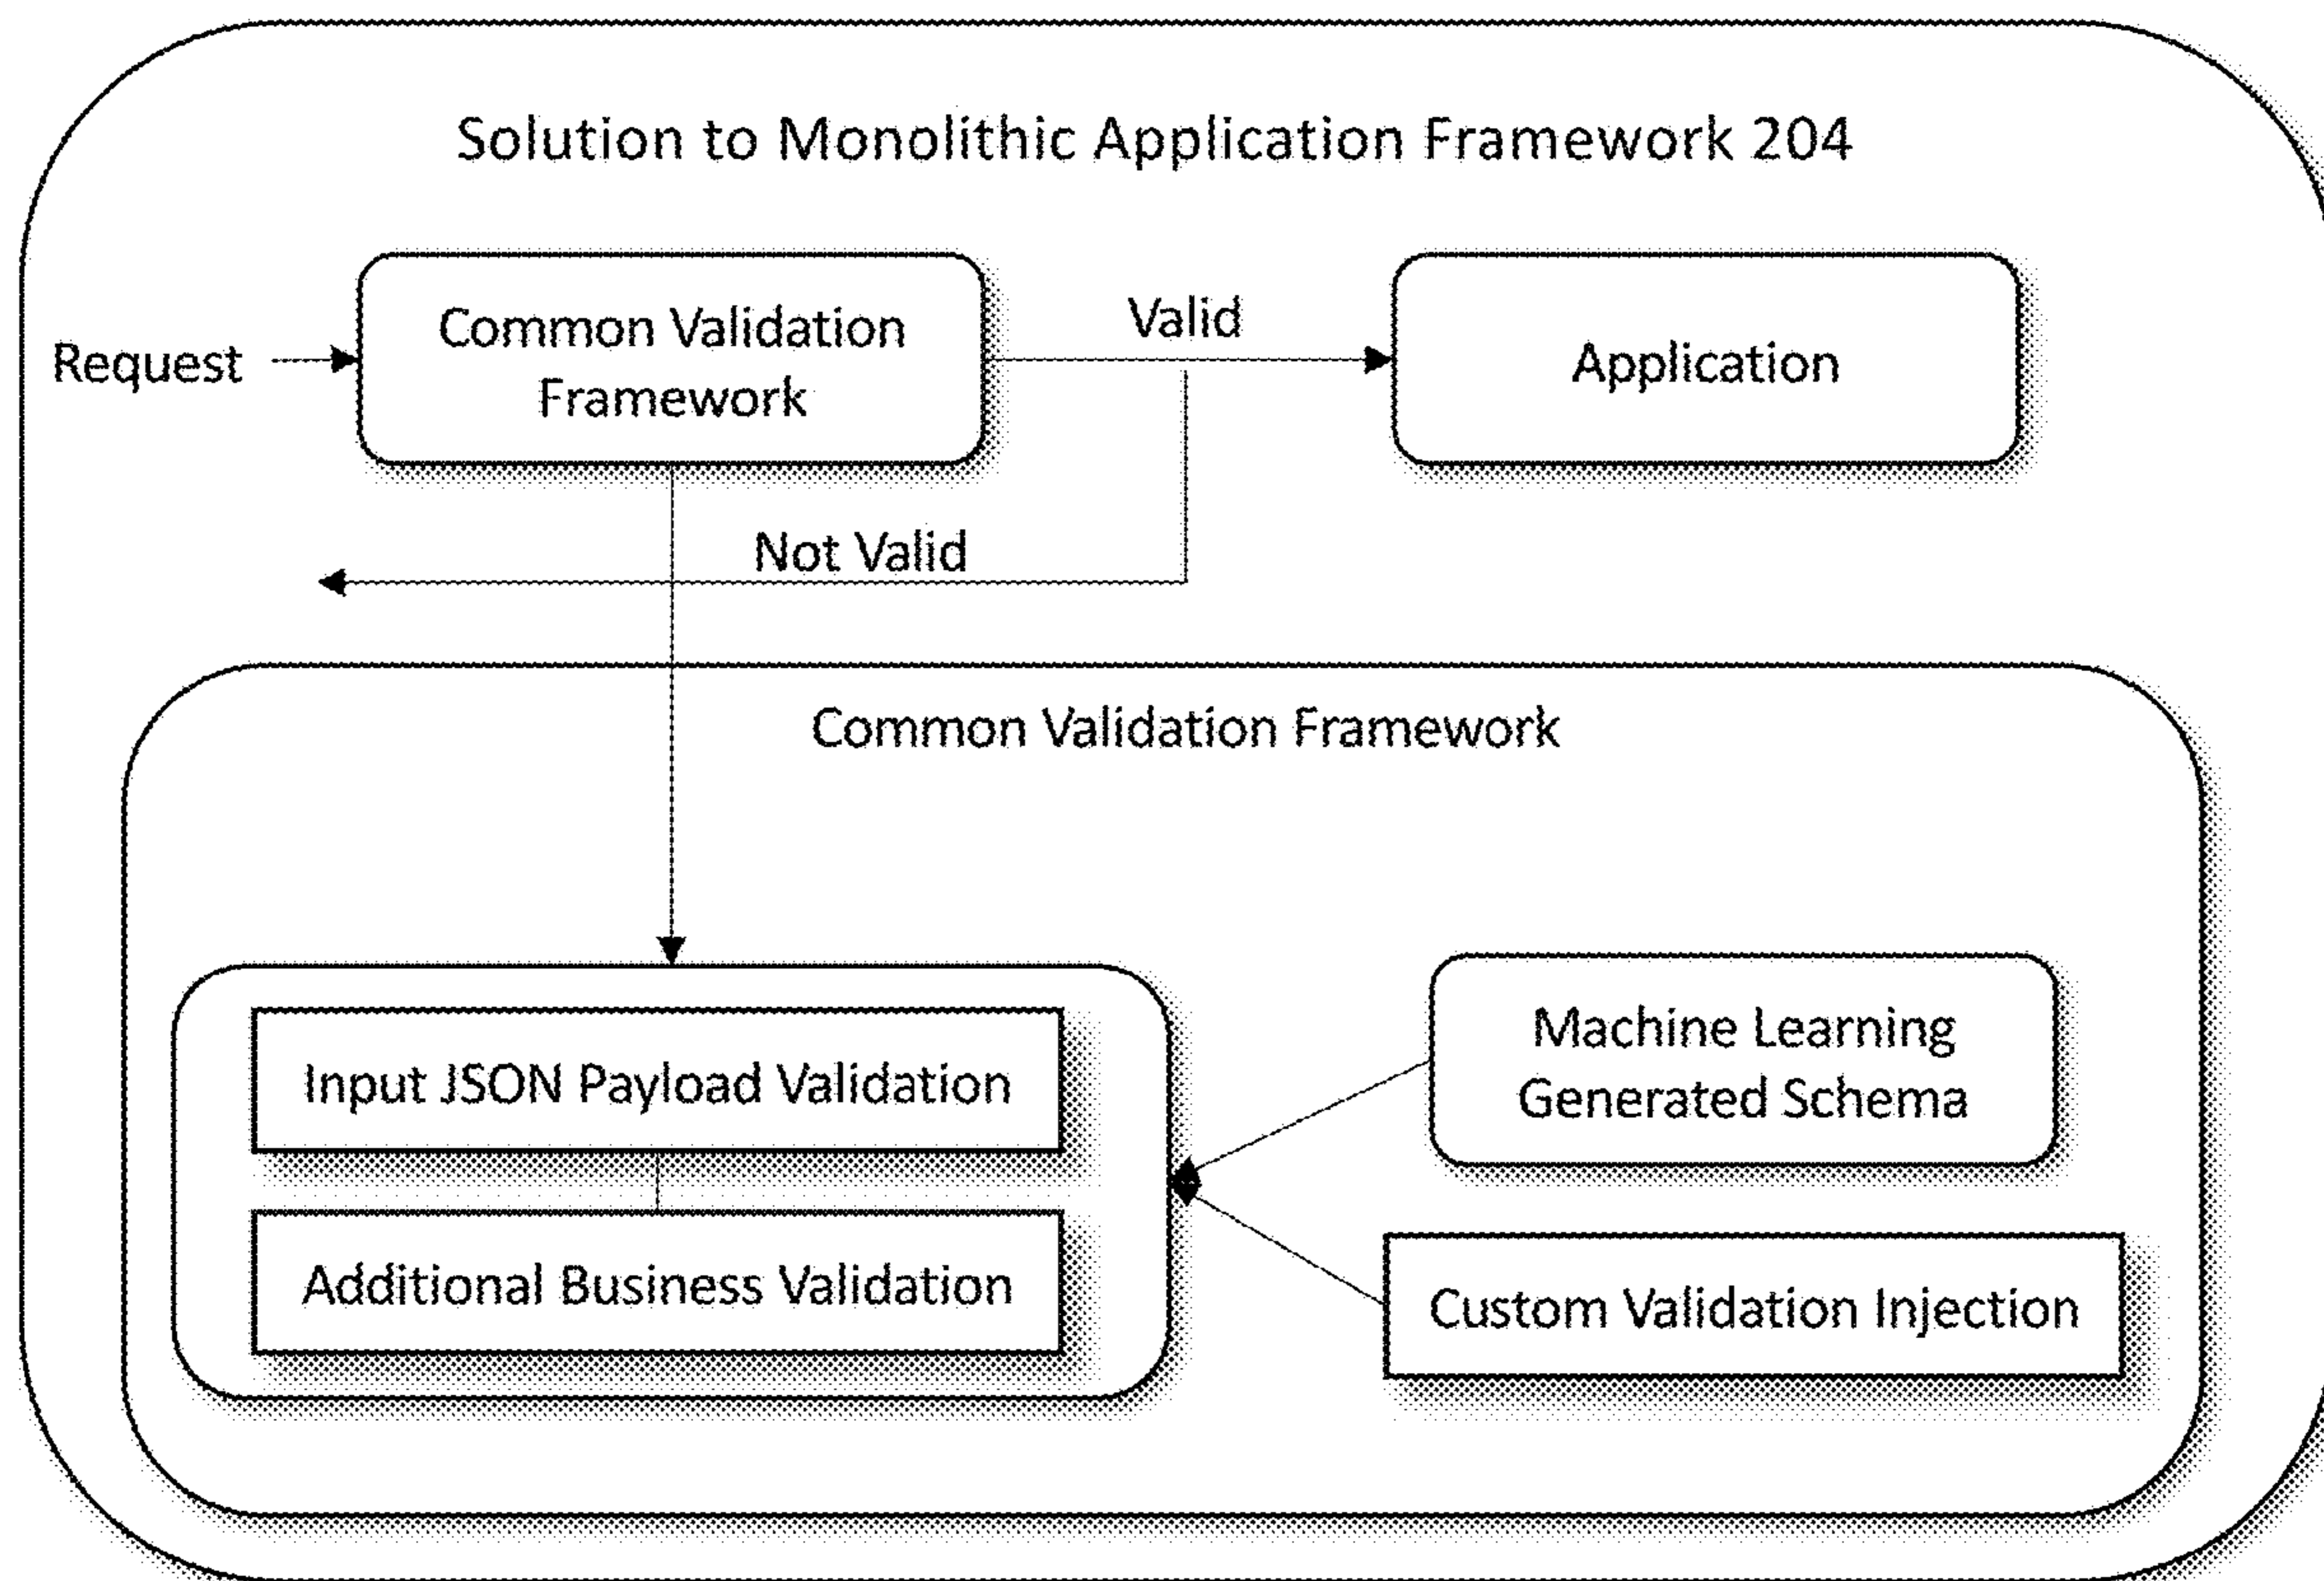 Solution to Monolithic Application Framework 204
Request
Common Validation
Framework
Valid
Application
Not Valid
Common Validation Framework
Input JSON Payload Validation
Additional Business Validation
Machine Learning
Generated Schema
Custom Validation Injection